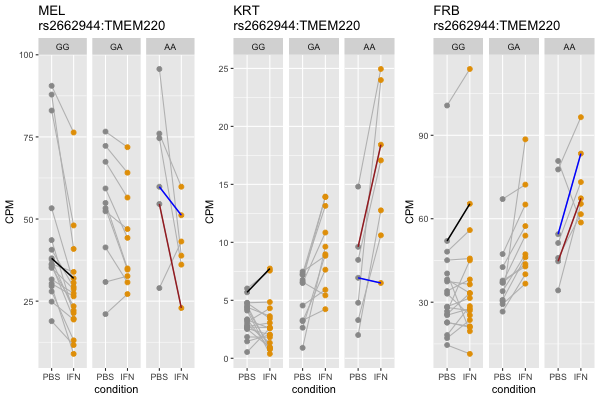 MEL
rs2662944:TMEM220
GG GA AA
CPM
100
75
50
25
PBS IFN PBS IFN PBS IFN
condition
KRT
rs2662944:TMEM220
GG GA AA
CPM
25
20
15
10
5
0
PBS IFN PBS IFN PBS IFN
condition
FRB
rs2662944:TMEM220
GG GA AA
CPM
90
60
30
PBS IFN PBS IFN PBS IFN
condition